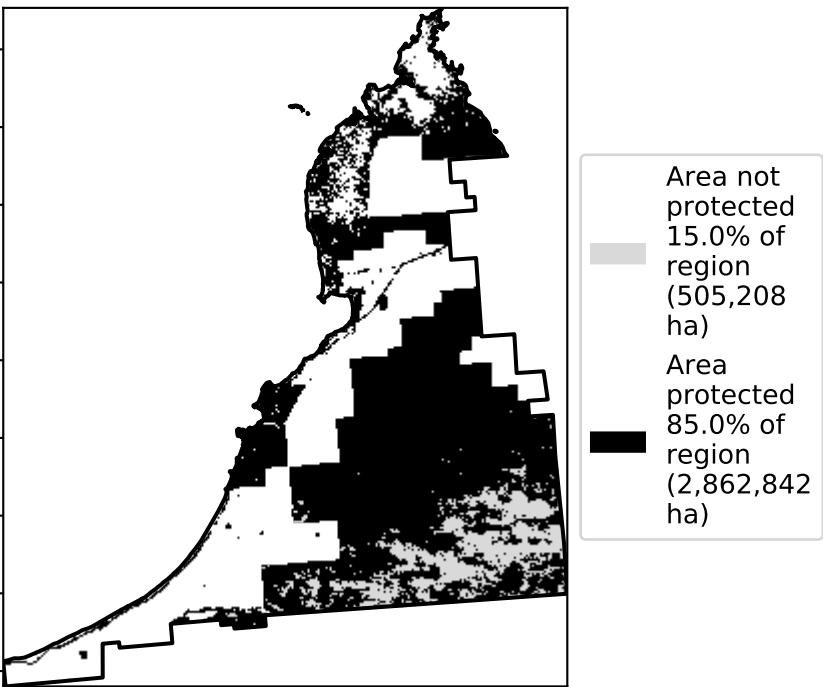 Area not
protected
15.0% of
region
(505,208
ha)
Area
protected
85.0% of
region
(2,862,842
ha)